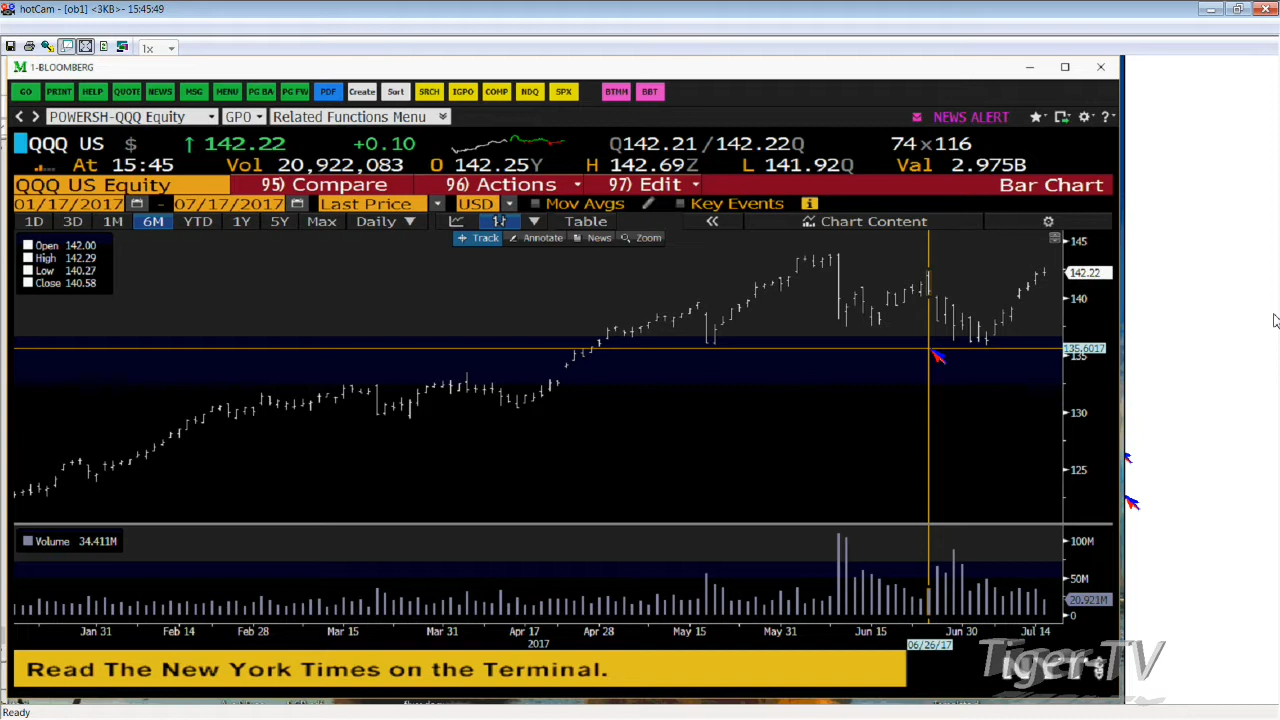 hotCam - [ob1] <3KB>- 15:45:49
1x
1-BLOOMBERG
GO PRINT HELP QUOTE NEWS MSG MENU PG BA PG FW PDF Create Sort SRCH IGPO COMP NDQ SPX BTMM BBT
POWERSH-QQQ Equity GPO Related Functions Menu NEWS ALERT
QQQ US $ ↑ 142.22 +0.10 Q142.21/142.22Q 74x116
At 15:45 Vol 20,922,083 O 142.25Y H 142.69Z L 141.92Q Val 2.975B
QQQ US Equity 95) Compare 96) Actions 97) Edit Bar Chart
01/17/2017 07/17/2017 Last Price USD Mov Avgs Key Events
1D 3D 1M 6M YTD 1Y 5Y Max Daily ▼ Table « Chart Content
+ Track Annotate News Zoom
Open 142.00
High 142.29
Low 140.27
Close 140.58
145
142.22
140
135.6017
135
130
125
Volume 34.411M
100M
50M
20.921M
0
Jan 31 Feb 14 Feb 28 Mar 15 Mar 31 Apr 17 Apr 28 May 15 May 31 Jun 15 Jun 30 Jul 14
2017
06/26/17
Read The New York Times on the Terminal.
Tiger-TV
Ready